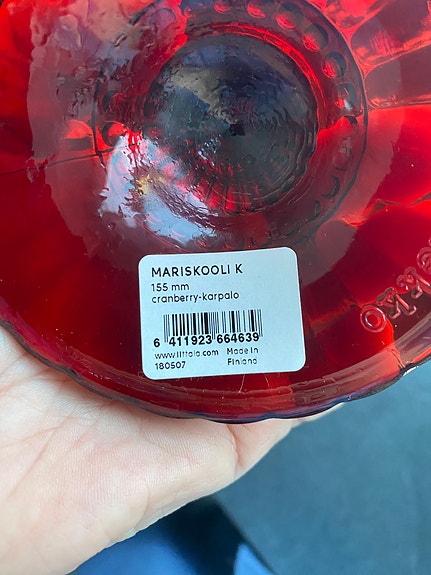 MARISKOOLI K
155 mm
cranberry-karpalo
6 411923 664639
www.iittala.com Made in
180507 Finland